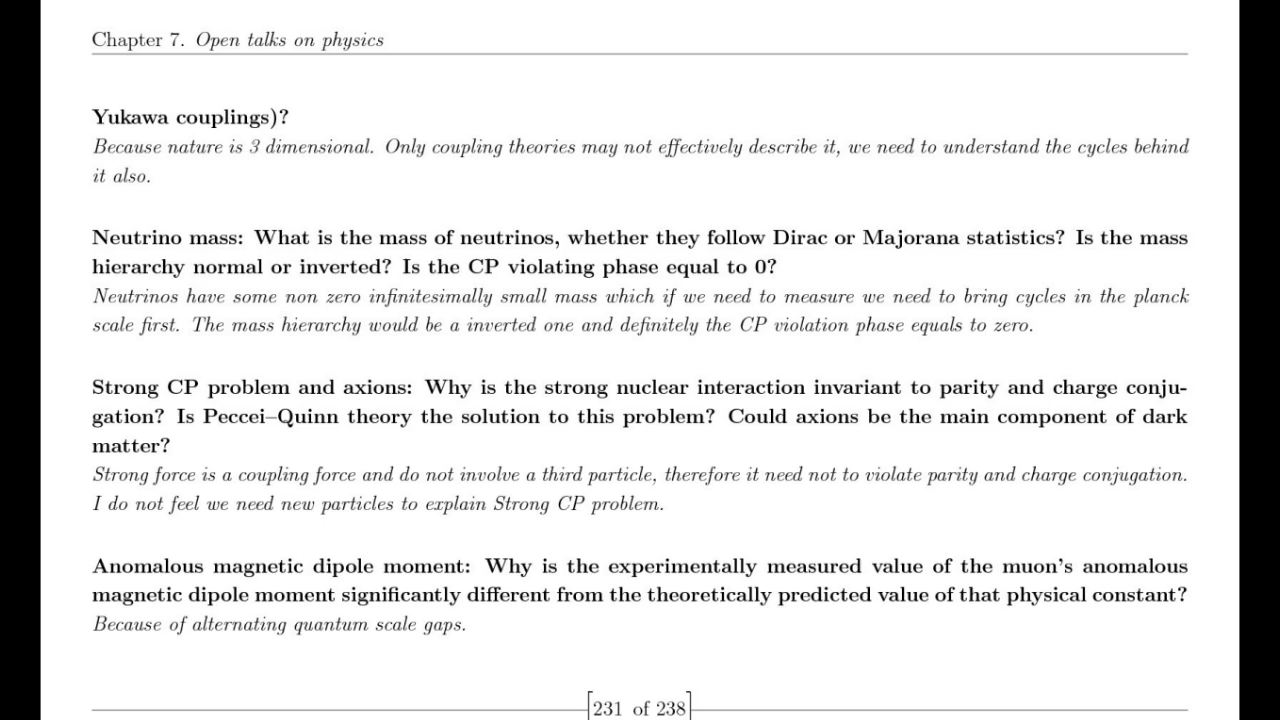 Chapter 7. Open talks on physics
Yukawa couplings)?
Because nature is 3 dimensional. Only coupling theories may not effectively describe it, we need to understand the cycles behind
it also.
Neutrino mass: What is the mass of neutrinos, whether they follow Dirac or Majorana statistics? Is the mass
hierarchy normal or inverted? Is the CP violating phase equal to 0?
Neutrinos have some non zero infinitesimally small mass which if we need to measure we need to bring cycles in the planck
scale first. The mass hierarchy would be a inverted one and definitely the CP violation phase equals to zero.
Strong CP problem and axions: Why is the strong nuclear interaction invariant to parity and charge conju-
gation? Is Peccei–Quinn theory the solution to this problem? Could axions be the main component of dark
matter?
Strong force is a coupling force and do not involve a third particle, therefore it need not to violate parity and charge conjugation.
I do not feel we need new particles to explain Strong CP problem.
Anomalous magnetic dipole moment: Why is the experimentally measured value of the muon's anomalous
magnetic dipole moment significantly different from the theoretically predicted value of that physical constant?
Because of alternating quantum scale gaps.
[231 of 238]